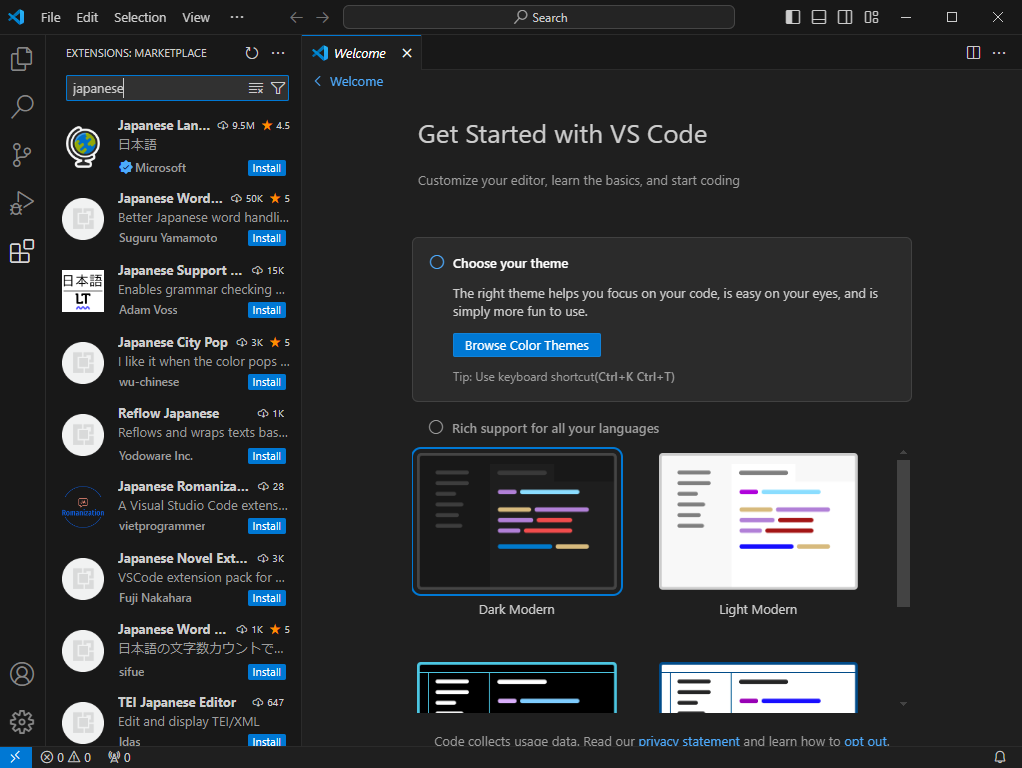 File Edit Selection View ··· Search
EXTENSIONS: MARKETPLACE
japanese
Japanese Lan... 9.5M 4.5
日本語
Microsoft Install
Japanese Word... 50K 5
Better Japanese word handli...
Suguru Yamamoto Install
日本語
LT
Japanese Support ... 15K
Enables grammar checking ...
Adam Voss Install
Japanese City Pop 3K 5
I like it when the color pops ...
wu-chinese Install
Reflow Japanese 1K
Reflows and wraps texts bas...
Yodoware Inc. Install
Romanization
Japanese Romaniza... 28
A Visual Studio Code extens...
vietprogrammer Install
Japanese Novel Ext... 3K
VSCode extension pack for ...
Fuji Nakahara Install
Japanese Word ... 1K 5
日本語の文字数カウントで...
sifue Install
TEI Japanese Editor 647
Edit and display TEI/XML
ldas Install
Welcome
Welcome
Get Started with VS Code
Customize your editor, learn the basics, and start coding
Choose your theme
The right theme helps you focus on your code, is easy on your eyes, and is
simply more fun to use.
Browse Color Themes
Tip: Use keyboard shortcut(Ctrl+K Ctrl+T)
Rich support for all your languages
Dark Modern Light Modern
Code collects usage data. Read our privacy statement and learn how to opt out.
0 0 0